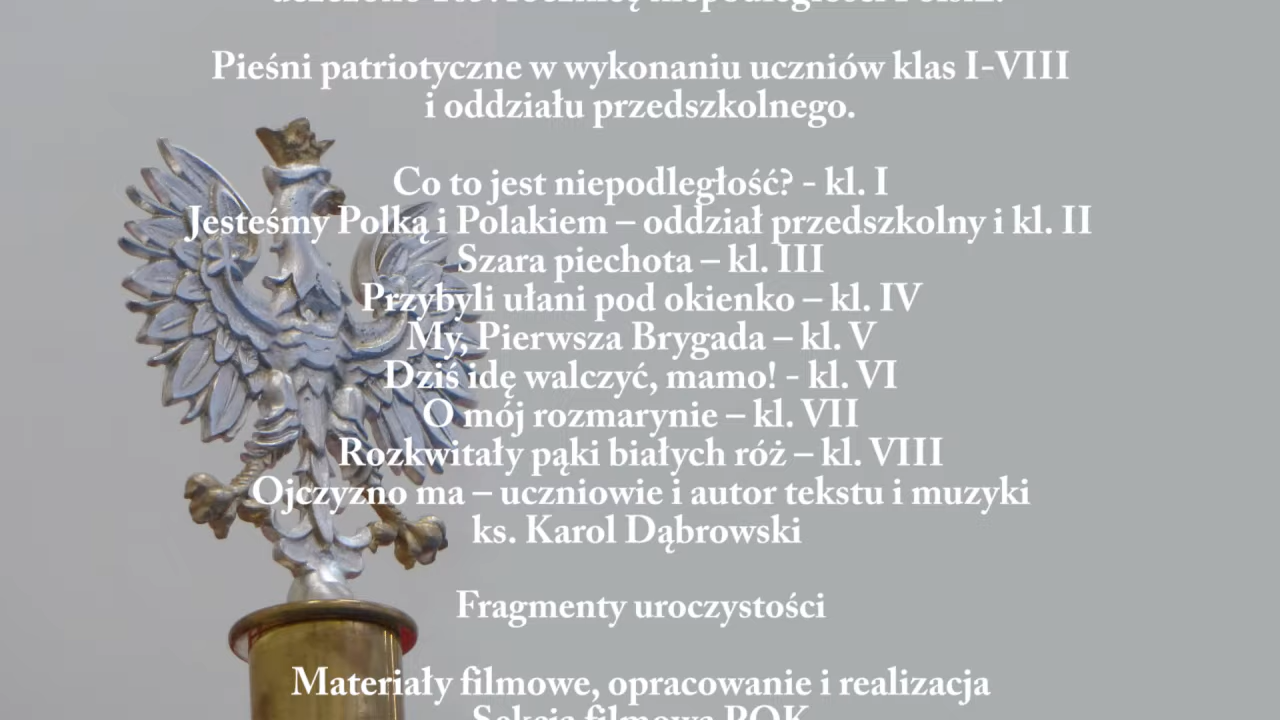 Pieśni patriotyczne w wykonaniu uczniów klas I-VIII
i oddziału przedszkolnego.
Co to jest niepodległość? - kl. I
Jesteśmy Polką i Polakiem – oddział przedszkolny i kl. II
Szara piechota – kl. III
Przybyli ułani pod okienko – kl. IV
My, Pierwsza Brygada – kl. V
Dziś idę walczyć, mamo! - kl. VI
O mój rozmarynie – kl. VII
Rozkwitały pąki białych róż – kl. VIII
Ojczyzno ma – uczniowie i autor tekstu i muzyki
ks. Karol Dąbrowski
Fragmenty uroczystości
Materiały filmowe, opracowanie i realizacja